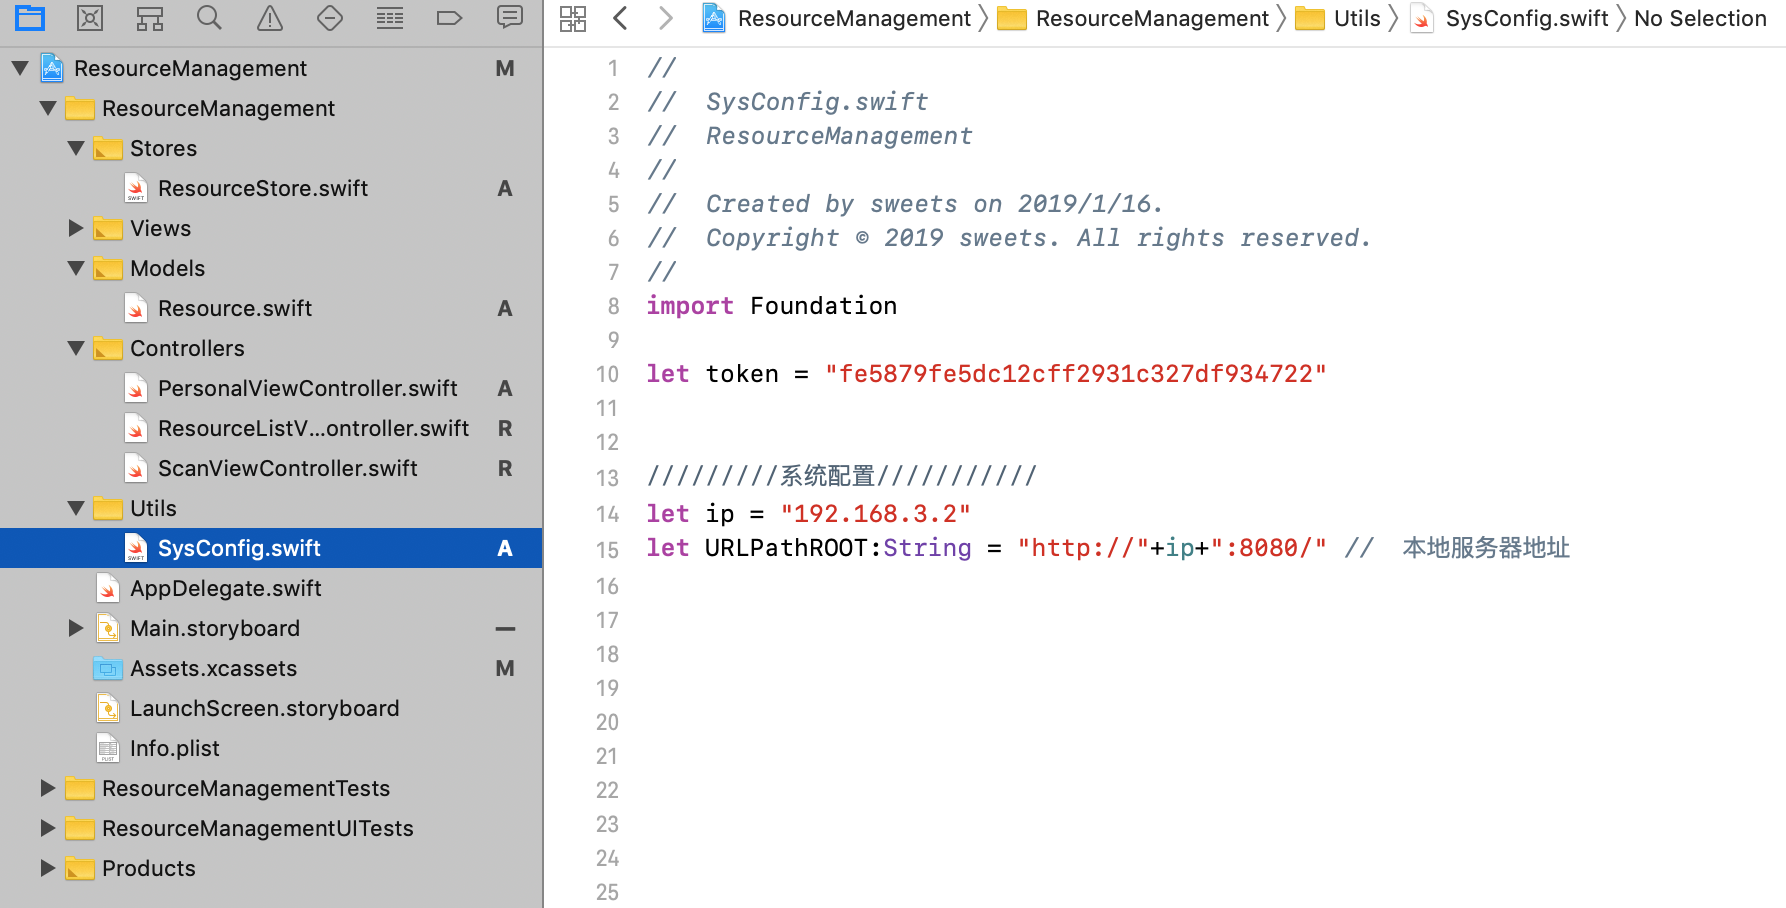 ResourceManagement M
ResourceManagement
Stores
ResourceStore.swift A
Views
Models
Resource.swift A
Controllers
PersonalViewController.swift A
ResourceListV...ontroller.swift R
ScanViewController.swift R
Utils
SysConfig.swift A
AppDelegate.swift
Main.storyboard
Assets.xcassets M
LaunchScreen.storyboard
Info.plist
ResourceManagementTests
ResourceManagementUITests
Products
ResourceManagement ResourceManagement Utils SysConfig.swift No Selection
1 //
2 //  SysConfig.swift
3 //  ResourceManagement
4 //
5 //  Created by sweets on 2019/1/16.
6 //  Copyright © 2019 sweets. All rights reserved.
7 //
8 import Foundation
9
10 let token = "fe5879fe5dc12cff2931c327df934722"
11
12
13 /////////系统配置///////////
14 let ip = "192.168.3.2"
15 let URLPathROOT:String = "http://"+ip+":8080/" //  本地服务器地址
16
17
18
19
20
21
22
23
24
25